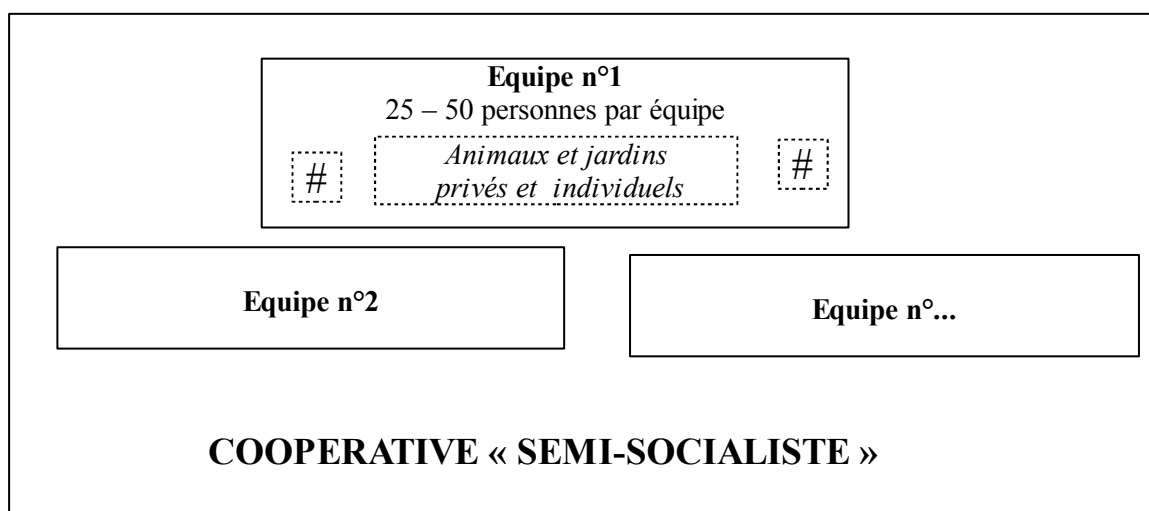 Equipe n°1
25 – 50 personnes par équipe
# Animaux et jardins #
privés et individuels
Equipe n°2
Equipe n°...
COOPERATIVE « SEMI-SOCIALISTE »